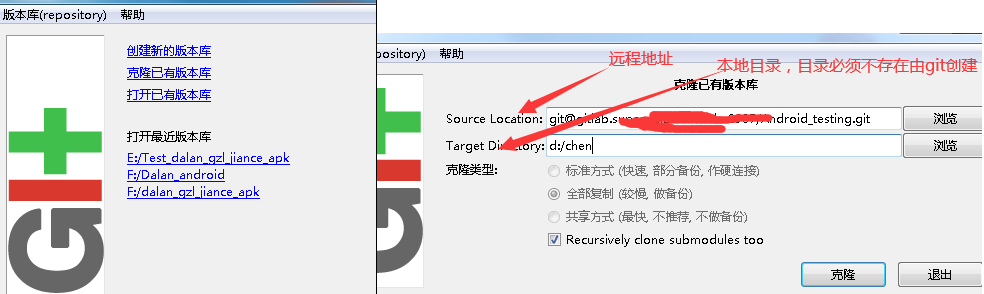 版本库(repository) 帮助
创建新的版本库
克隆已有版本库
打开已有版本库
打开最近版本库
E:/Test_dalan_gzl_jiance_apk
F:/Dalan_android
F:/dalan_gzl_jiance_apk
GIT
pository) 帮助
远程地址
本地目录，目录必须不存在由git创建
克隆已有版本库
Source Location: git@gitlab. ndroid_testing.git 浏览
Target Directory: d:/chen 浏览
克隆类型:
标准方式 (快速, 部分备份, 作硬连接)
全部复制 (较慢, 做备份)
共享方式 (最快, 不推荐, 不做备份)
Recursively clone submodules too
克隆 退出